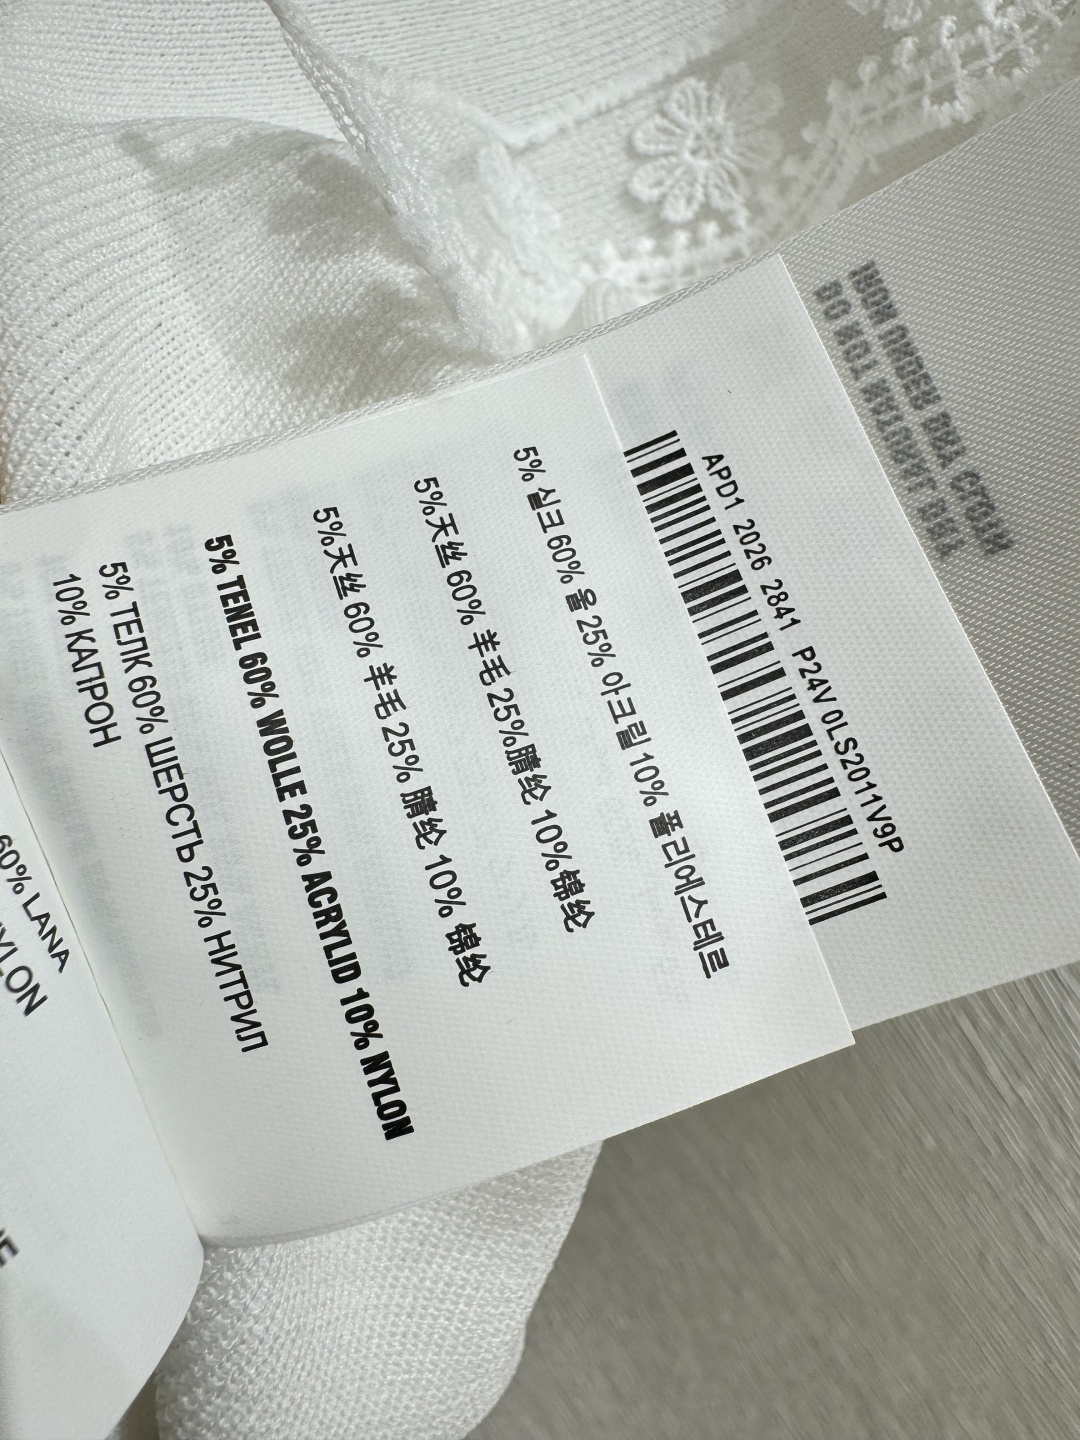 60% LANA
NYLON
10% КАПРОН
5% ТЕЛК 60% ШЕРСТЬ 25% НИТРИЛ
5% TENEL 60% WOLLE 25% ACRYLID 10% NYLON
5%天丝 60% 羊毛 25% 腈纶 10% 锦纶
5%天丝 60% 羊毛 25%腈纶 10%锦纶
5% 실크 60% 울 25% 아크릴 10% 폴리에스테르
APD1 2026 2841 P24V 0LS2011V9P